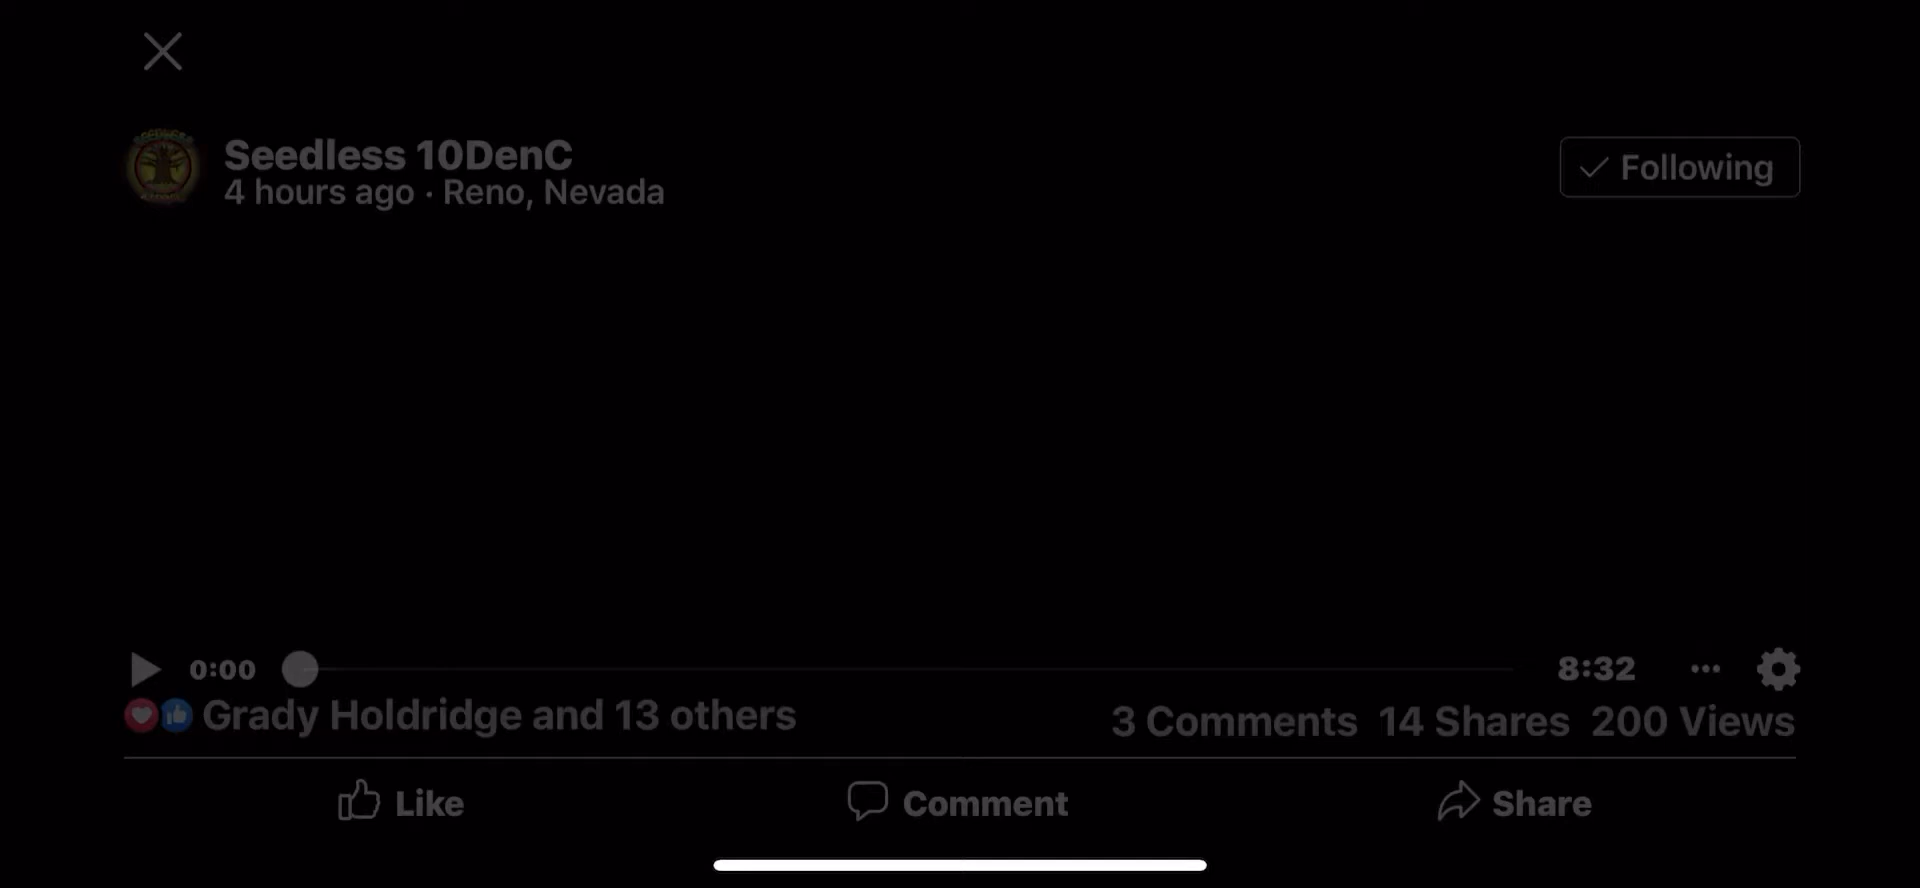 Seedless 10DenC
4 hours ago · Reno, Nevada
Following
0:00
8:32
Grady Holdridge and 13 others
3 Comments 14 Shares 200 Views
Like
Comment
Share